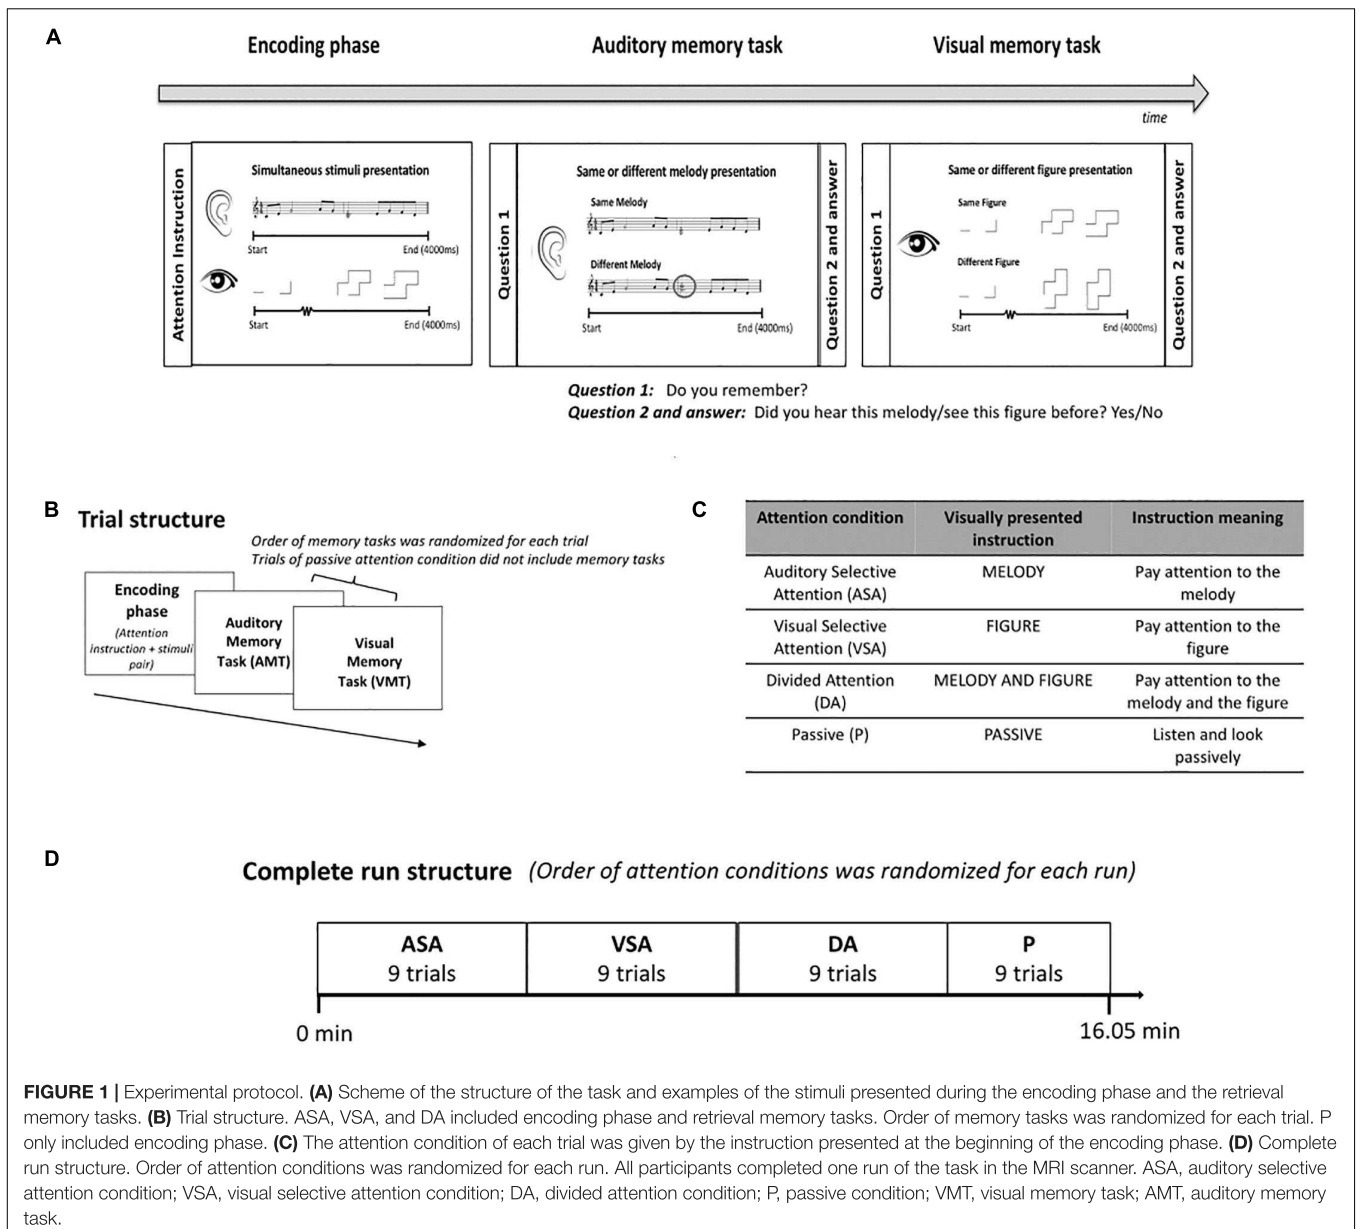 A
Encoding phase
Auditory memory task
Visual memory task
time
Attention Instruction
Simultaneous stimuli presentation
Start
End (4000ms)
Start
End (4000ms)
Question 1
Same or different melody presentation
Same Melody
Different Melody
Start
End (4000ms)
Question 2 and answer
Question 1
Same or different figure presentation
Same Figure
Different Figure
Start
End (4000ms)
Question 2 and answer
Question 1: Do you remember?
Question 2 and answer: Did you hear this melody/see this figure before? Yes/No
B
Trial structure
Order of memory tasks was randomized for each trial
Trials of passive attention condition did not include memory tasks
Encoding
phase
(Attention
instruction + stimuli
pair)
Auditory
Memory
Task (AMT)
Visual
Memory
Task (VMT)
C
Attention condition
Visually presented
instruction
Instruction meaning
Auditory Selective
Attention (ASA)
MELODY
Pay attention to the
melody
Visual Selective
Attention (VSA)
FIGURE
Pay attention to the
figure
Divided Attention
(DA)
MELODY AND FIGURE
Pay attention to the
melody and the figure
Passive (P)
PASSIVE
Listen and look
passively
D
Complete run structure (Order of attention conditions was randomized for each run)
ASA
9 trials
VSA
9 trials
DA
9 trials
P
9 trials
0 min
16.05 min
FIGURE 1 | Experimental protocol. (A) Scheme of the structure of the task and examples of the stimuli presented during the encoding phase and the retrieval
memory tasks. (B) Trial structure. ASA, VSA, and DA included encoding phase and retrieval memory tasks. Order of memory tasks was randomized for each trial. P
only included encoding phase. (C) The attention condition of each trial was given by the instruction presented at the beginning of the encoding phase. (D) Complete
run structure. Order of attention conditions was randomized for each run. All participants completed one run of the task in the MRI scanner. ASA, auditory selective
attention condition; VSA, visual selective attention condition; DA, divided attention condition; P, passive condition; VMT, visual memory task; AMT, auditory memory
task.